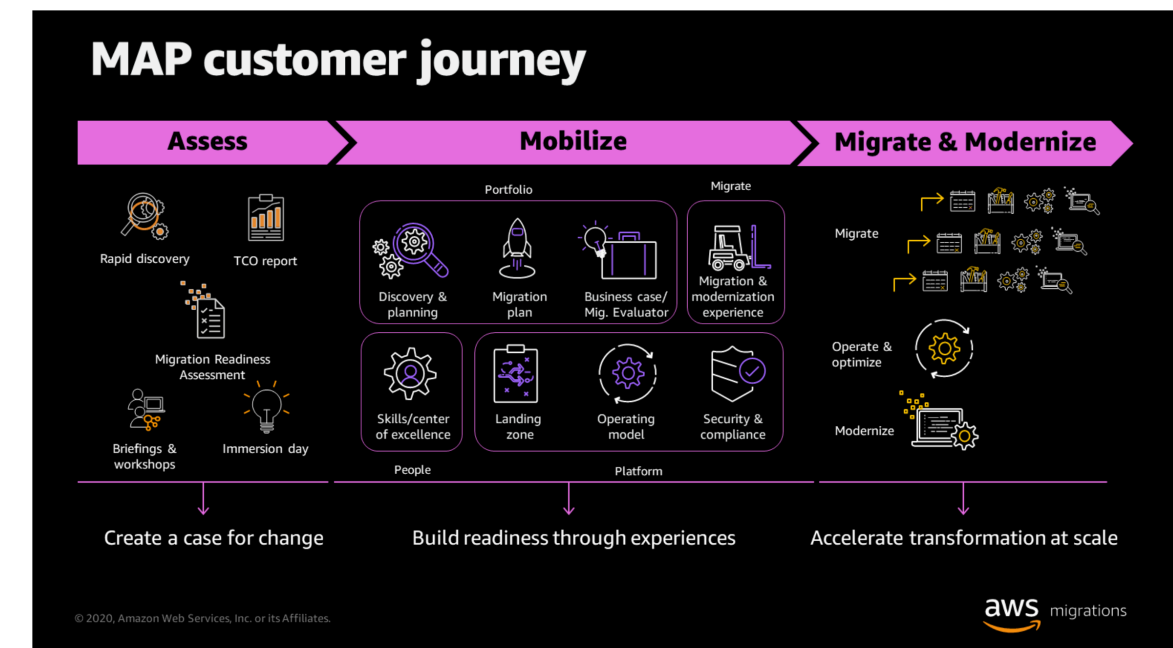 MAP customer journey
Assess
Mobilize
Migrate & Modernize
Rapid discovery
TCO report
Migration Readiness
Assessment
Briefings &
workshops
Immersion day
Portfolio
Migrate
Discovery &
planning
Migration
plan
Business case/
Mig. Evaluator
Migration &
modernization
experience
Skills/center
of excellence
Landing
zone
Operating
model
Security &
compliance
People
Platform
Migrate
Operate &
optimize
Modernize
Create a case for change
Build readiness through experiences
Accelerate transformation at scale
© 2020, Amazon Web Services, Inc. or its Affiliates.
aws migrations